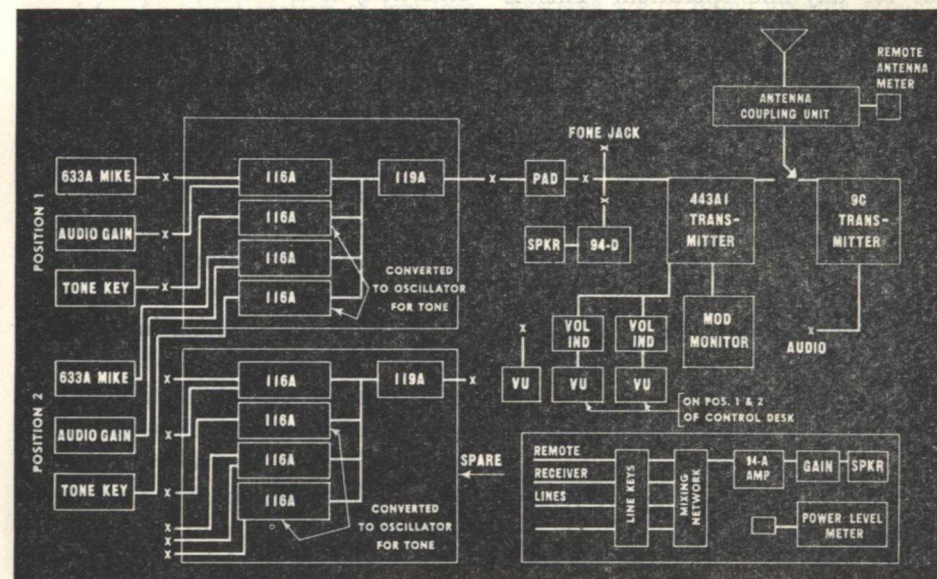 POSITION 1
633A MIKE
AUDIO GAIN
TONE KEY
POSITION 2
633A MIKE
AUDIO GAIN
TONE KEY
x
x
x
116A
116A
116A
116A
119A
CONVERTED
TO OSCILLATOR
FOR TONE
x
x
x
x
x
x
116A
116A
116A
116A
119A
x
CONVERTED
TO OSCILLATOR
FOR TONE
SPARE
x
PAD
x
FONE JACK
x
x
SPKR
94-D
443A1
TRANS-
MITTER
ANTENNA
COUPLING UNIT
REMOTE
ANTENNA
METER
9C
TRANS-
MITTER
x
AUDIO
MOD
MONITOR
x
VU
VOL
IND
VU
VOL
IND
VU
ON POS. 1 & 2
OF CONTROL DESK
REMOTE
RECEIVER
LINES
LINE KEYS
MIXING
NETWORK
94-A
AMP
GAIN
SPKR
POWER LEVEL
METER